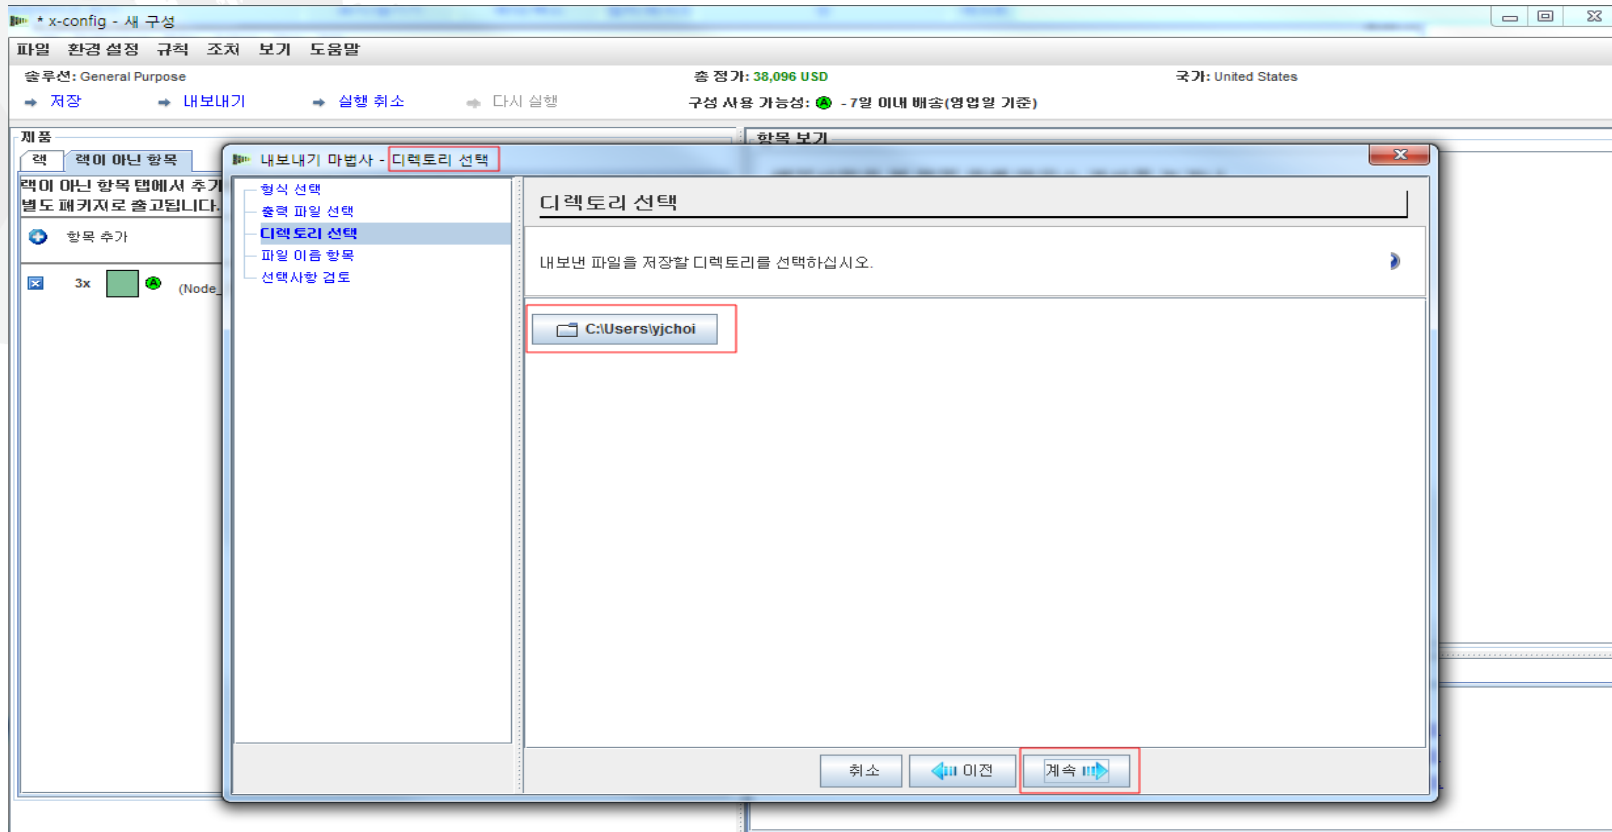 * x-config - 새 구성
파일 환경 설정 규칙 조처 보기 도움말
솔루션: General Purpose
총 정가: 38,096 USD
국가: United States
저장
내보내기
실행 취소
다시 실행
구성 사용 가능성: A - 7일 이내 배송(영업일 기준)
제품
항목 보기
랙
랙이 아닌 항목
랙이 아닌 항목 탭에서 추가
별도 패키지로 출고됩니다.
항목 추가
3x
A
(Node_
내보내기 마법사 - 디렉토리 선택
형식 선택
출력 파일 선택
디렉토리 선택
파일 이름 항목
선택사항 검토
디렉토리 선택
내보낸 파일을 저장할 디렉토리를 선택하십시오.
C:\Users\yjchoi
취소
이전
계속